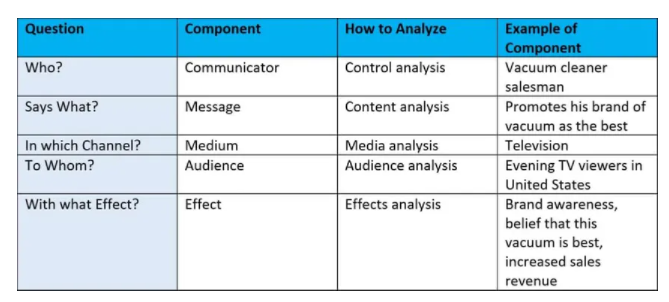 Question Component How to Analyze Example of
Component
Who? Communicator Control analysis Vacuum cleaner
salesman
Says What? Message Content analysis Promotes his brand of
vacuum as the best
In which Channel? Medium Media analysis Television
To Whom? Audience Audience analysis Evening TV viewers in
United States
With what Effect? Effect Effects analysis Brand awareness,
belief that this
vacuum is best,
increased sales
revenue